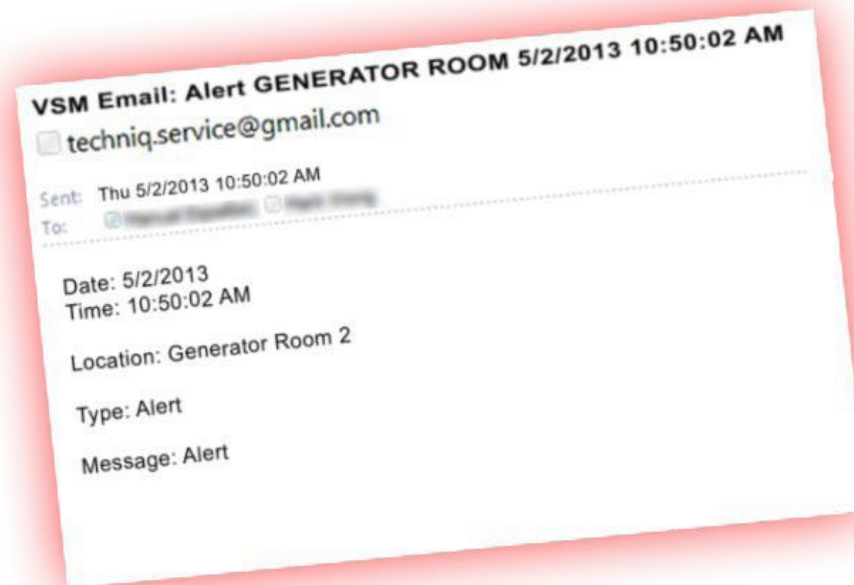 VSM Email: Alert GENERATOR ROOM 5/2/2013 10:50:02 AM
techniq.service@gmail.com
Sent: Thu 5/2/2013 10:50:02 AM
To:
Date: 5/2/2013
Time: 10:50:02 AM
Location: Generator Room 2
Type: Alert
Message: Alert